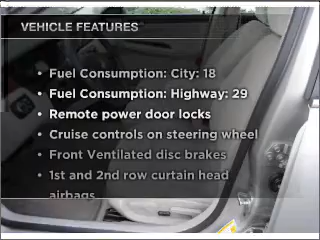 VEHICLE FEATURES
• Fuel Consumption: City: 18
• Fuel Consumption: Highway: 29
• Remote power door locks
• Cruise controls on steering wheel
• Front Ventilated disc brakes
• 1st and 2nd row curtain head
airbags